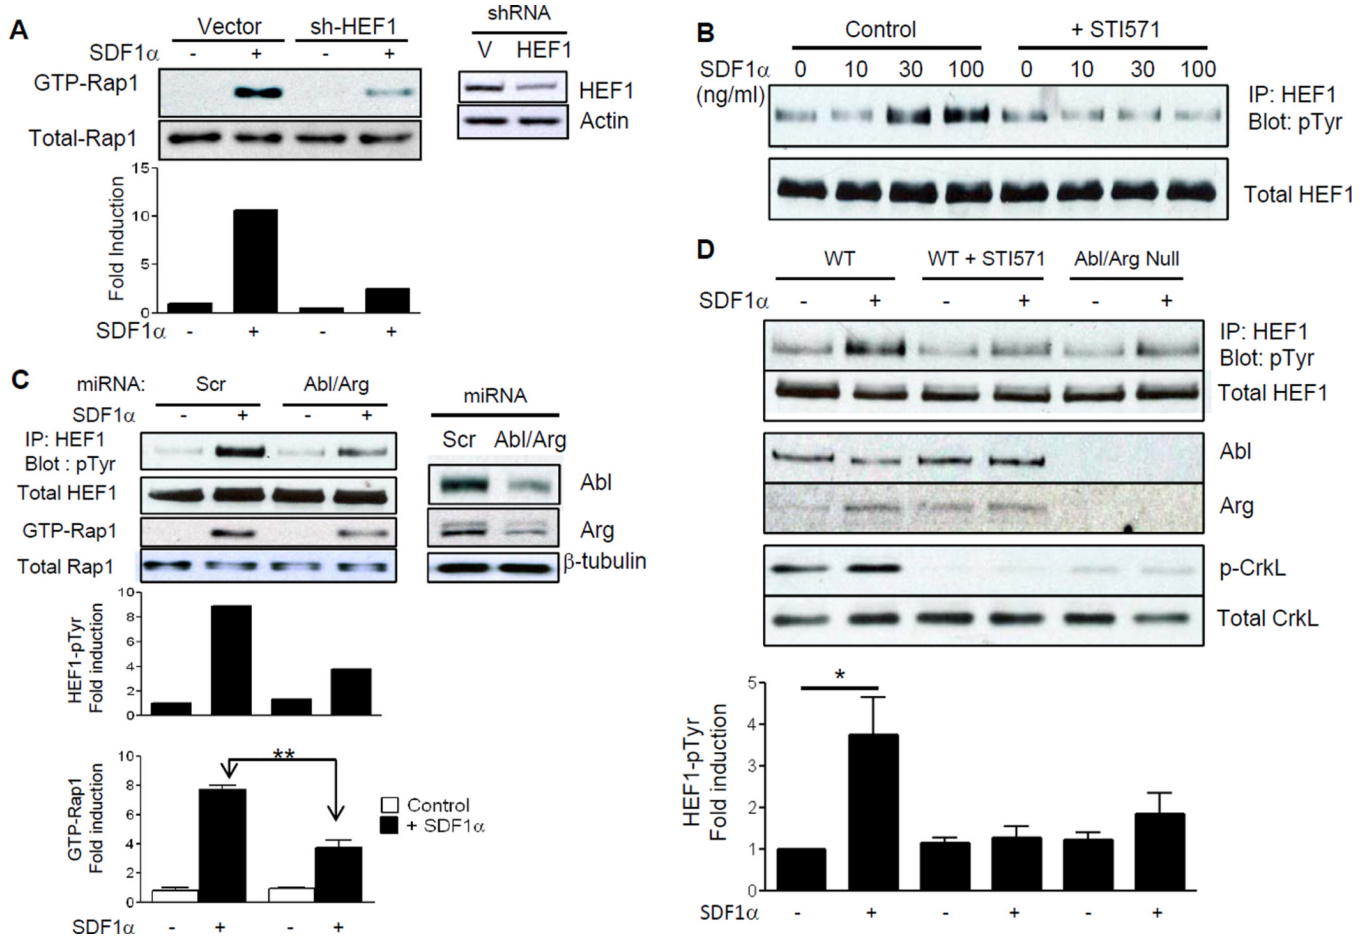 A
Vector sh-HEF1
SDF1α - + - +
GTP-Rap1
Total-Rap1
shRNA
V HEF1
HEF1
Actin
15
10
5
0
Fold Induction
SDF1α - + - +
B
Control + STI571
SDF1α 0 10 30 100 0 10 30 100
(ng/ml)
IP: HEF1
Blot: pTyr
Total HEF1
C
miRNA: Scr Abl/Arg
SDF1α - + - +
IP: HEF1
Blot : pTyr
Total HEF1
GTP-Rap1
Total Rap1
miRNA
Scr Abl/Arg
Abl
Arg
β-tubulin
10
8
6
4
2
0
HEF1-pTyr
Fold induction
10
8
6
4
2
0
GTP-Rap1
Fold induction
**
Control
+ SDF1α
SDF1α - + - +
D
WT WT + STI571 Abl/Arg Null
SDF1α - + - + - +
IP: HEF1
Blot: pTyr
Total HEF1
Abl
Arg
p-CrkL
Total CrkL
5
4
3
2
1
0
HEF1-pTyr
Fold induction
*
SDF1α - + - + - +